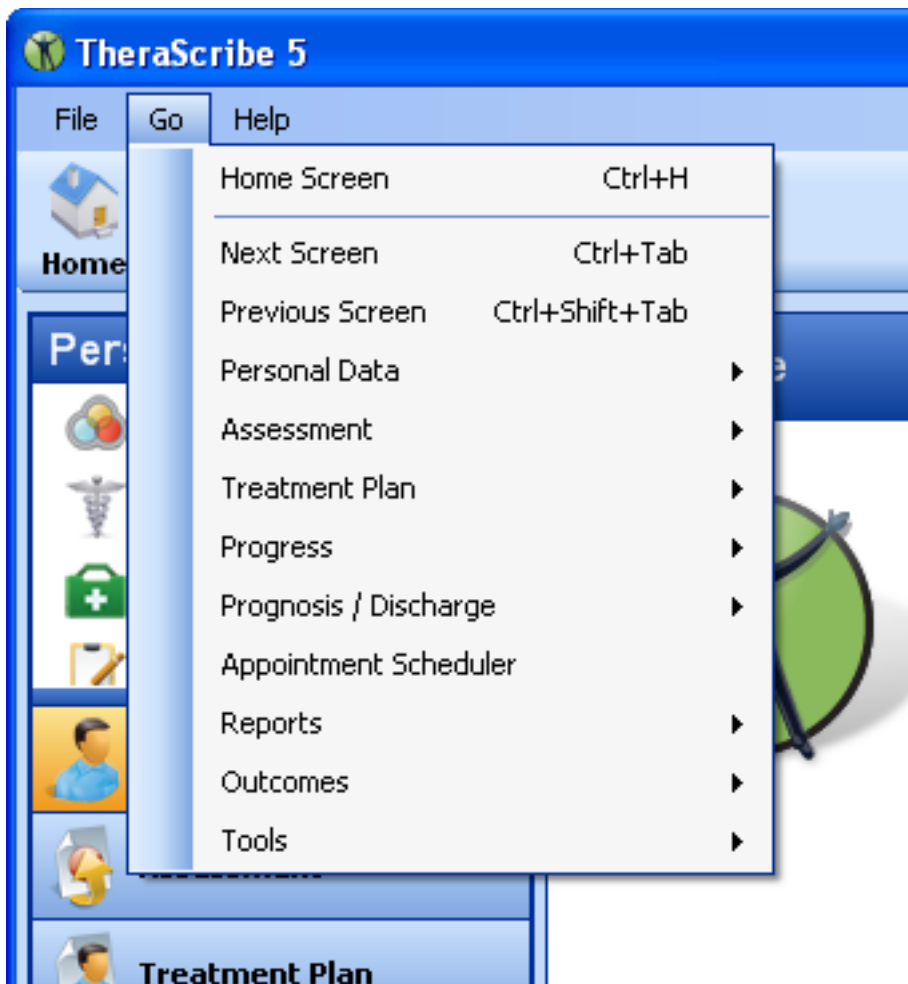 TheraScribe 5
File Go Help
Home Screen Ctrl+H
Home
Next Screen Ctrl+Tab
Previous Screen Ctrl+Shift+Tab
Personal Data
Assessment
Treatment Plan
Progress
Prognosis / Discharge
Appointment Scheduler
Reports
Outcomes
Tools
Treatment Plan